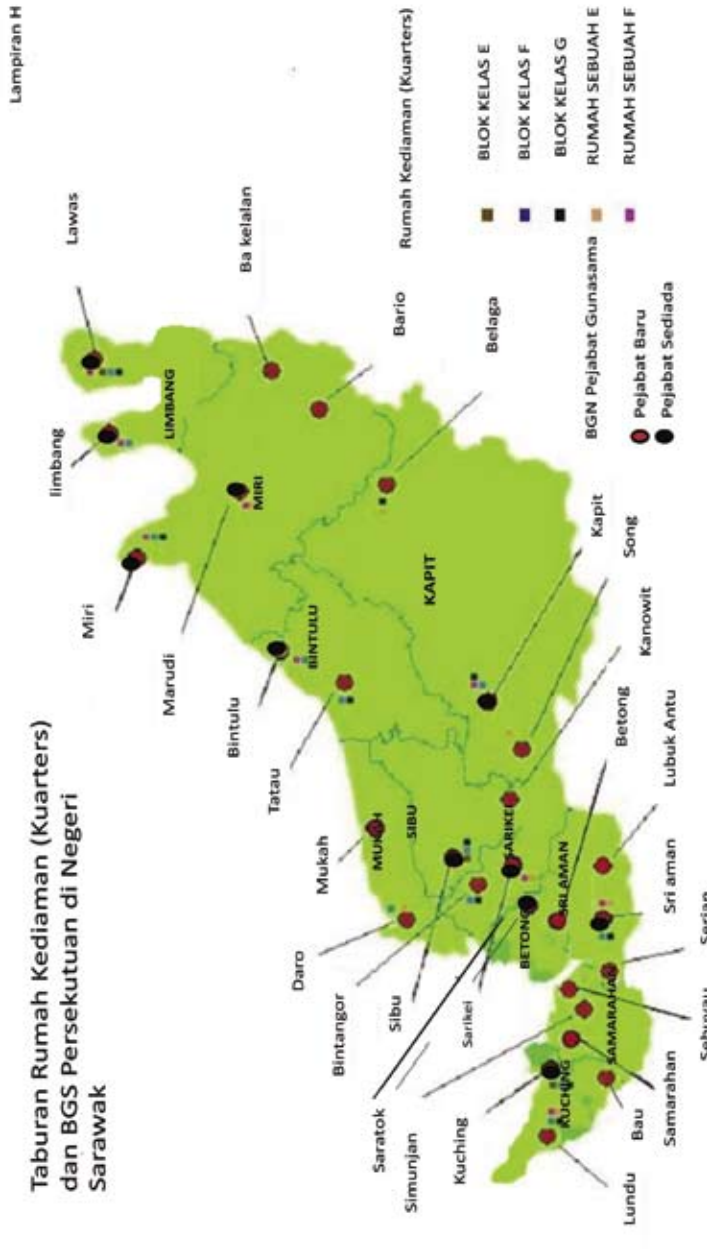 Lampiran H
Taburan Rumah Kediaman (Kuarters)
dan BGS Persekutuan di Negeri
Sarawak
Lawas
limbang
Miri
Marudi
Bintulu
Tatau
Mukah
Daro
Bintangor
Sibu
Sarikei
Saratok
Simunjan
Kuching
Lundu
Bau
Samarahan
Sebuyau
Serian
Sri aman
Lubuk Antu
Betong
Kanowit
Song
Kapit
Belaga
Bario
Ba kelalan
LIMBANG
MIRI
BINTULU
KAPIT
MUKAH
SIBU
SARIKEI
SRI AMAN
BETONG
SAMARAHAN
KUCHING
Rumah Kediaman (Kuarters)
BLOK KELAS E
BLOK KELAS F
BLOK KELAS G
RUMAH SEBUAH E
RUMAH SEBUAH F
BGN Pejabat Gunasama
Pejabat Baru
Pejabat Sediada